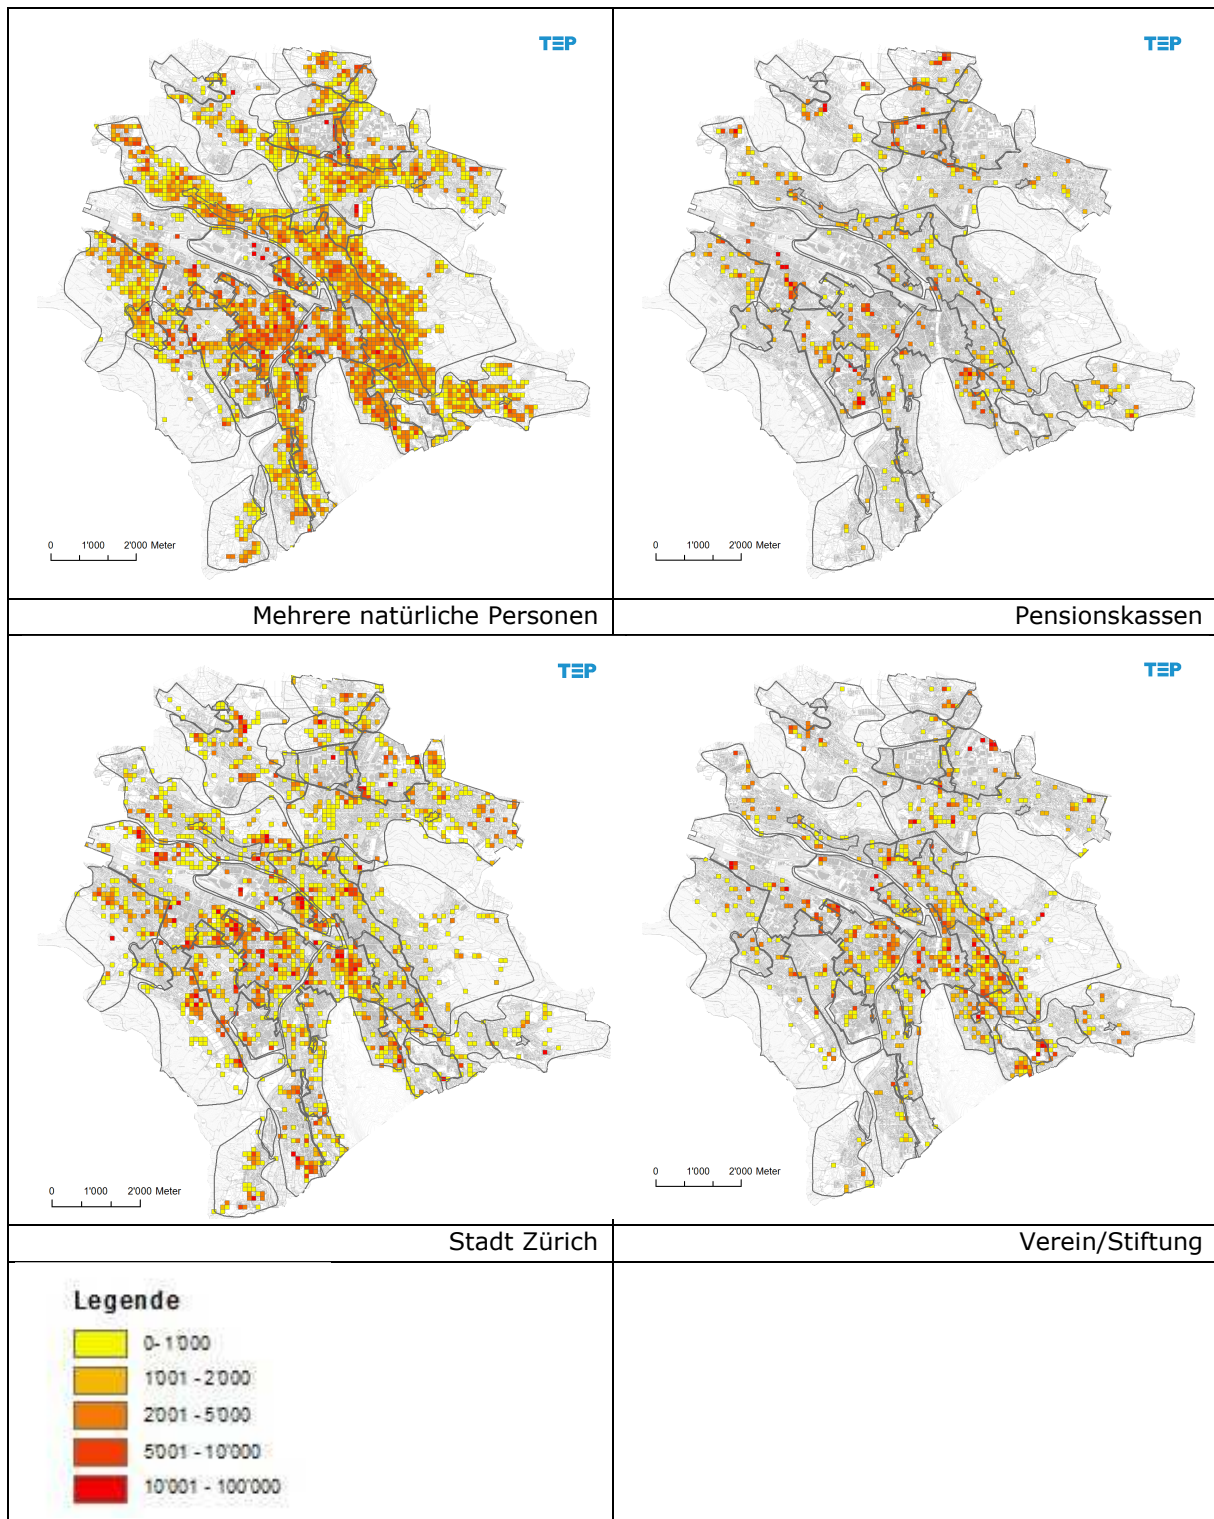 TEP
TEP
0 1'000 2'000 Meter
0 1'000 2'000 Meter
Mehrere natürliche Personen
Pensionskassen
TEP
TEP
0 1'000 2'000 Meter
0 1'000 2'000 Meter
Stadt Zürich
Verein/Stiftung
Legende
0- 1'000
1'001 - 2'000
2'001 - 5'000
5'001 - 10'000
10'001 - 100'000